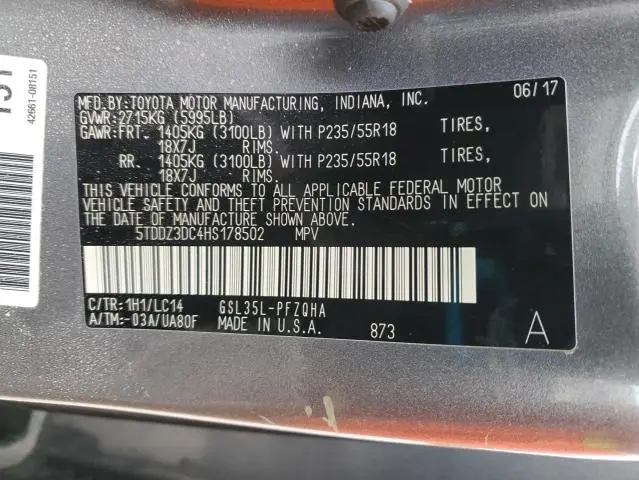 MFD.BY:TOYOTA MOTOR MANUFACTURING, INDIANA, INC. 06/17
GVWR:2715KG (5995LB)
GAWR:FRT. 1405KG (3100LB) WITH P235/55R18 TIRES,
18X7J RIMS.
RR. 1405KG (3100LB) WITH P235/55R18 TIRES,
18X7J RIMS.
THIS VEHICLE CONFORMS TO ALL APPLICABLE FEDERAL MOTOR
VEHICLE SAFETY AND THEFT PREVENTION STANDARDS IN EFFECT ON
THE DATE OF MANUFACTURE SHOWN ABOVE.
5TDDZ3DC4HS178502 MPV
C/TR:1H1/LC14 GSL35L-PFZQHA
A/TM:-03A/UA80F MADE IN U.S.A. 873 A
42661-08151